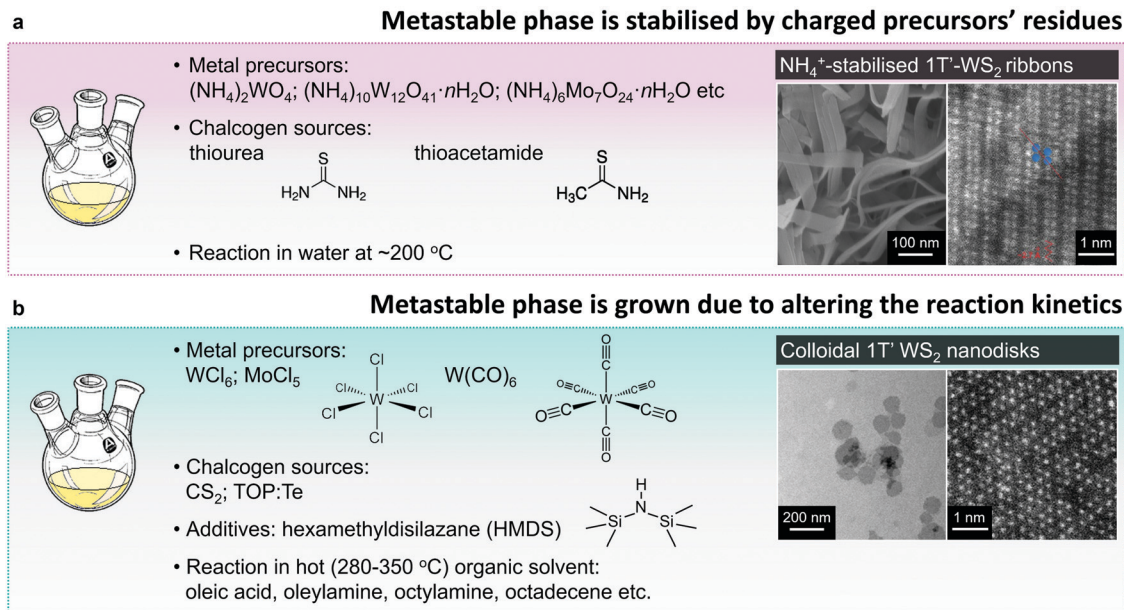 a
Metastable phase is stabilised by charged precursors' residues
• Metal precursors:
(NH₄)₂WO₄; (NH₄)₁₀W₁₂O₄₁·nH₂O; (NH₄)₆Mo₇O₂₄·nH₂O etc
• Chalcogen sources:
thiourea
thioacetamide
S
H₂N
NH₂
S
H₃C
NH₂
• Reaction in water at ~200 ºC
NH₄⁺-stabilised 1T'-WS₂ ribbons
100 nm
1 nm
b
Metastable phase is grown due to altering the reaction kinetics
• Metal precursors:
WCl₆; MoCl₅
W(CO)₆
Cl
Cl
Cl
W
Cl
Cl
Cl
O
C
O≡C
C≡O
W
O≡C
C≡O
C
O
• Chalcogen sources:
CS₂; TOP:Te
• Additives: hexamethyldisilazane (HMDS)
H
N
Si
Si
• Reaction in hot (280-350 ºC) organic solvent:
oleic acid, oleylamine, octylamine, octadecene etc.
Colloidal 1T' WS₂ nanodisks
200 nm
1 nm